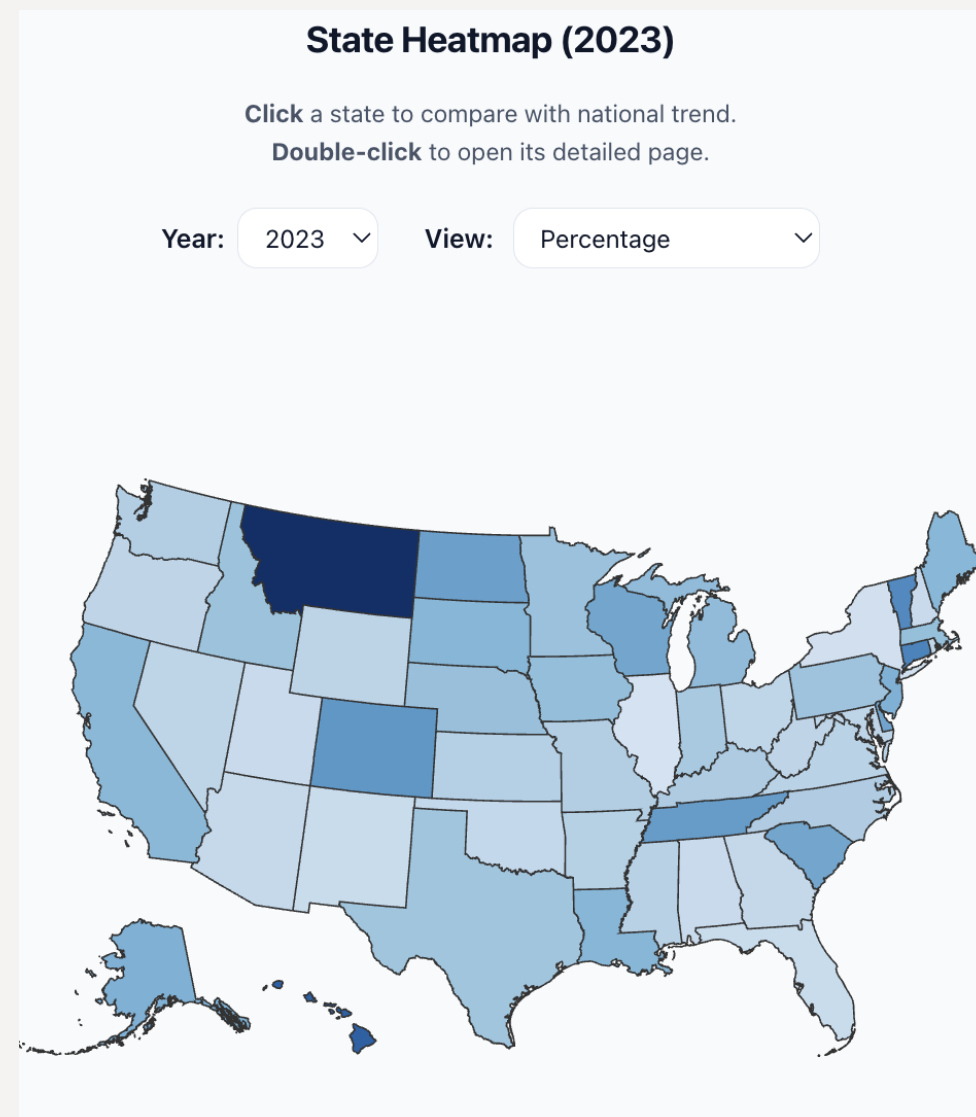 State Heatmap (2023)
Click a state to compare with national trend.
Double-click to open its detailed page.
Year: 2023 View: Percentage